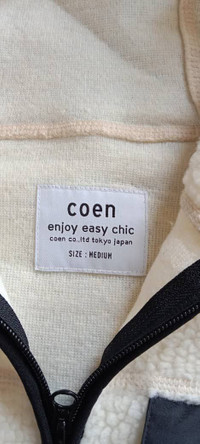 coen
enjoy easy chic
coen co.,ltd tokyo japan
SIZE : MEDIUM